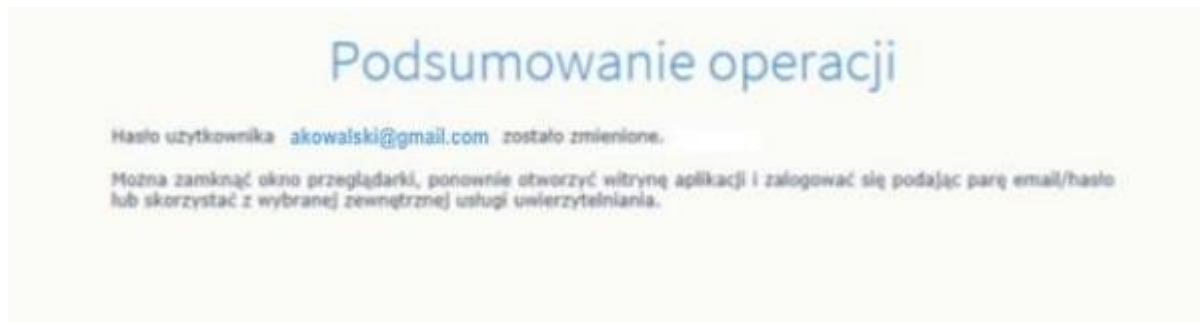 Podsumowanie operacji
Hasło użytkownika akowalski@gmail.com zostało zmienione.
Można zamknąć okno przeglądarki, ponownie otworzyć witrynę aplikacji i zalogować się podając parę email/hasło
lub skorzystać z wybranej zewnętrznej usługi uwierzytelniania.